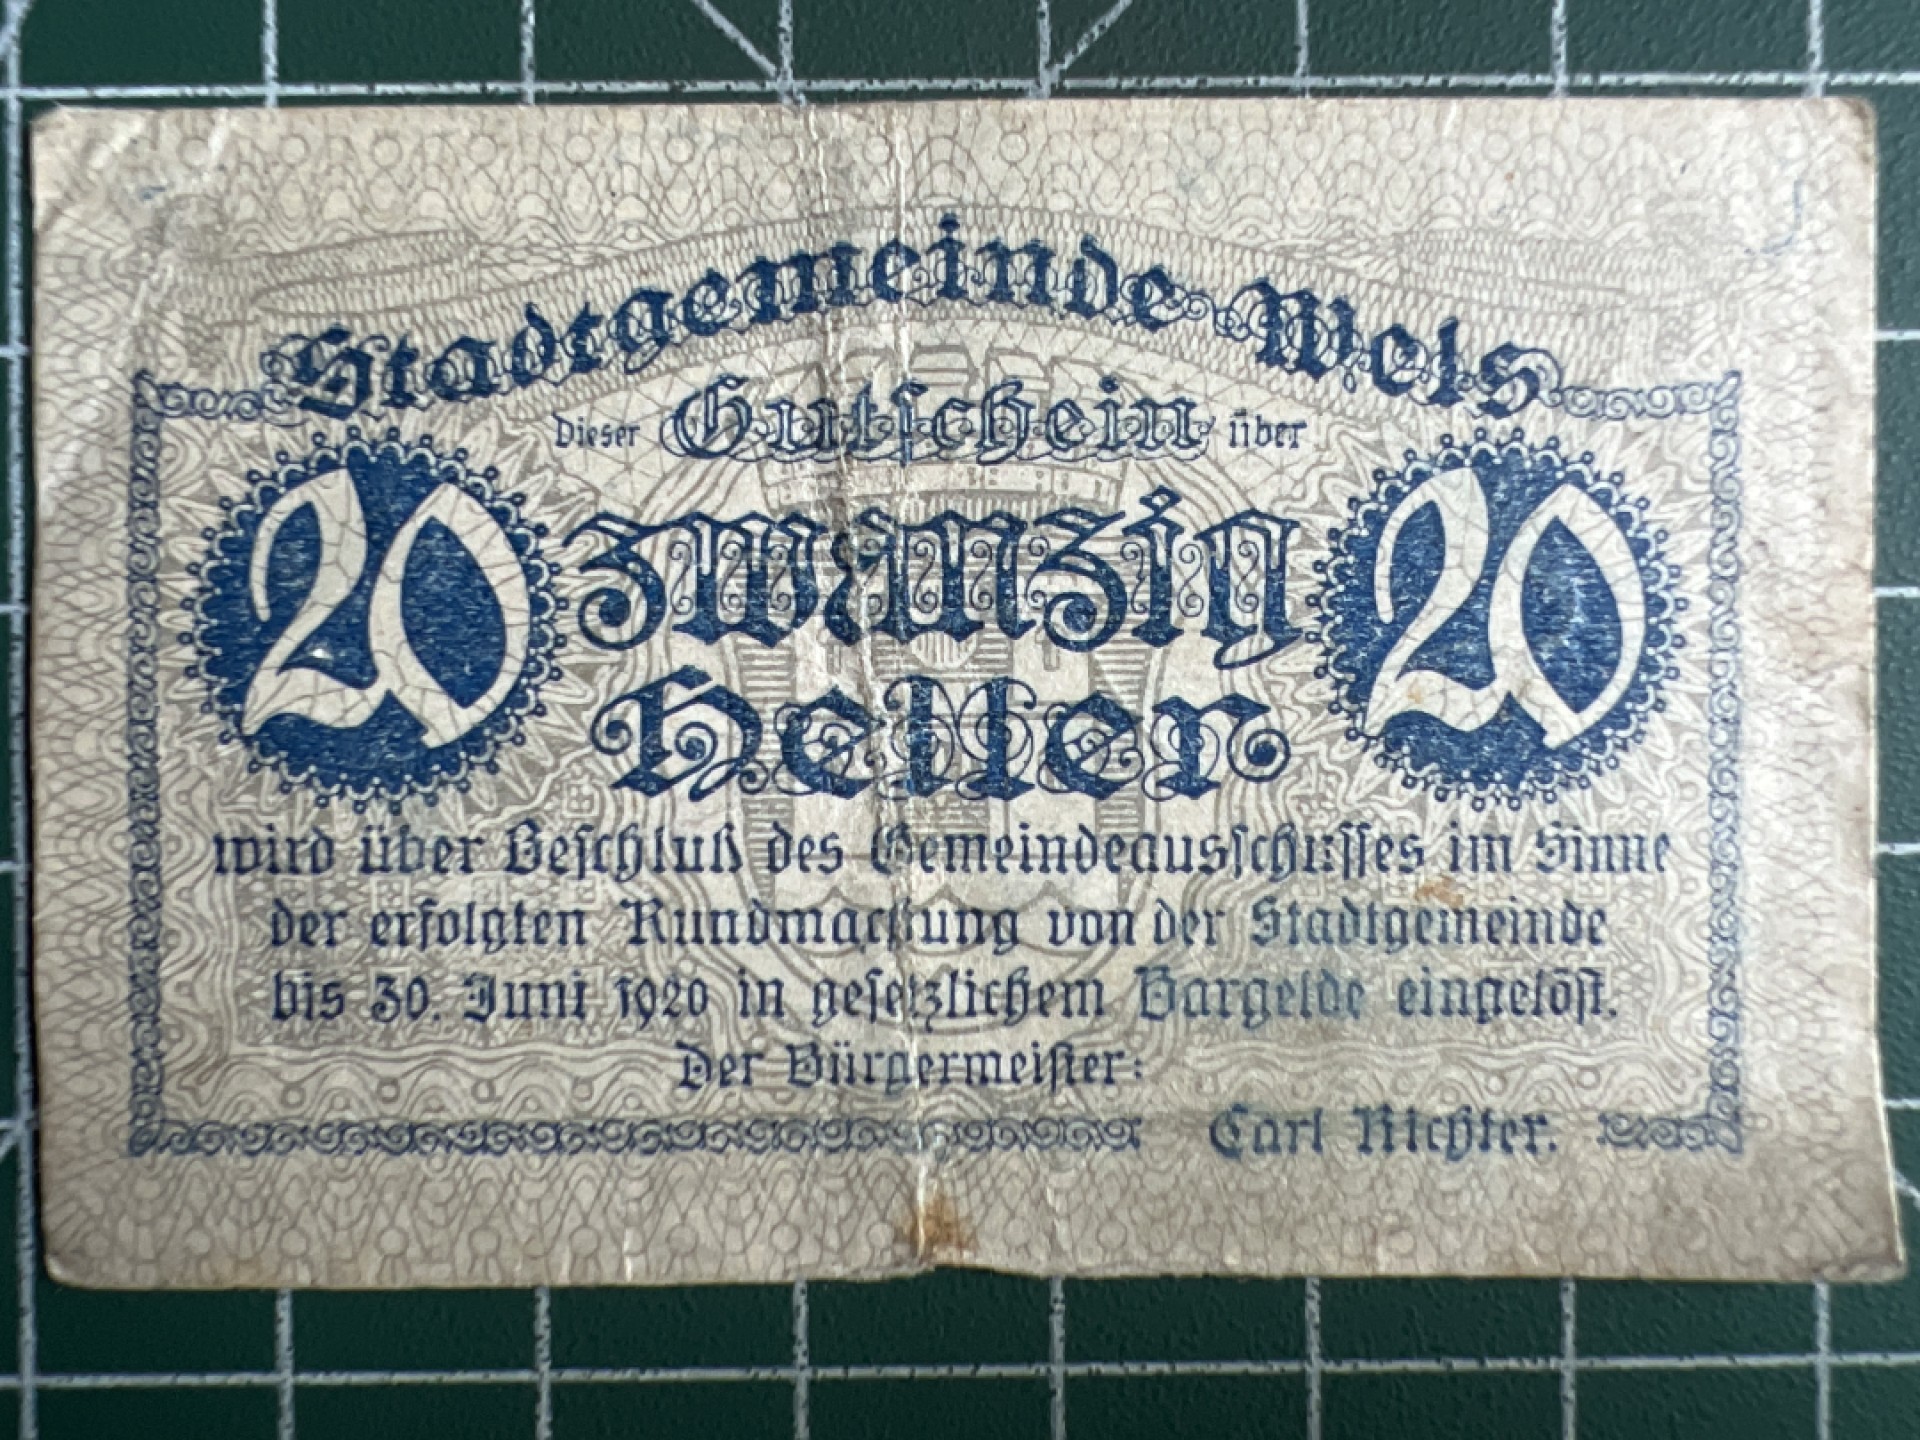 Stadtgemeinde Wels
Dieser Gutschein über
20 zwanzig 20
Heller
wird über Beschluß des Gemeindeausschusses im Sinne
der erfolgten Kundmachung von der Stadtgemeinde
bis 30. Juni 1920 in gesetzlichem Bargelde eingelöst.
Der Bürgermeister:
Carl Richter.